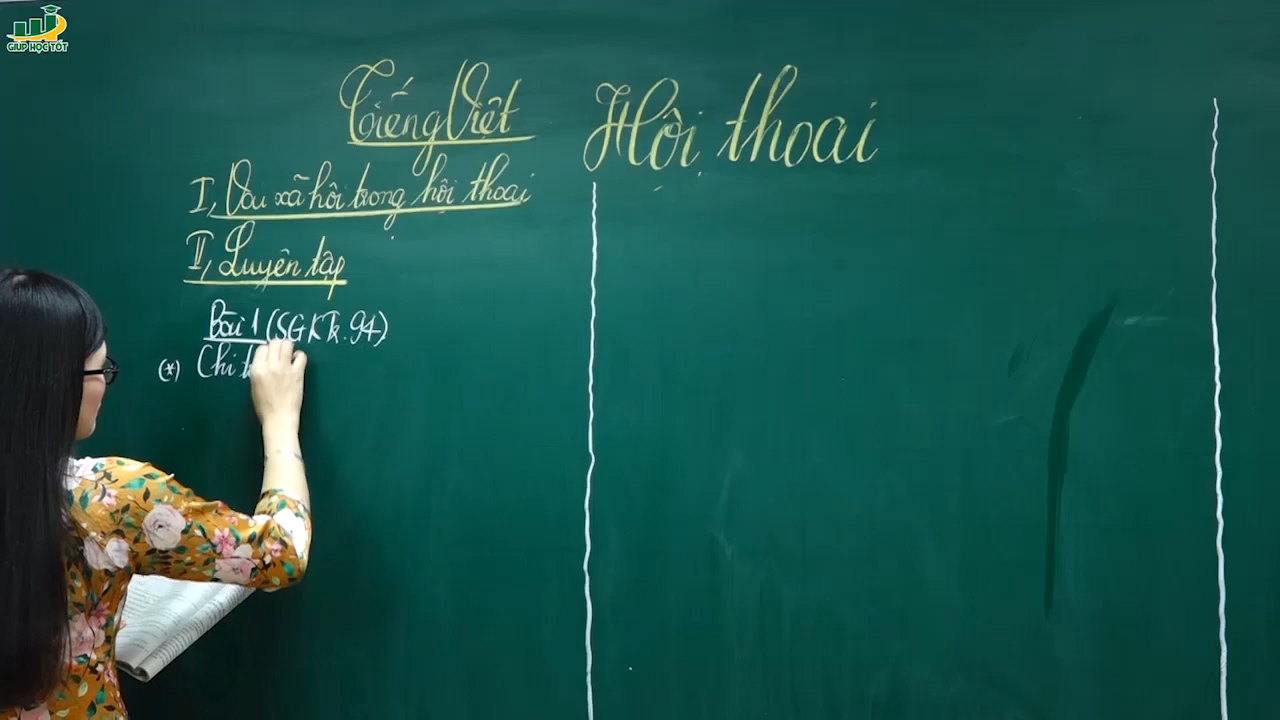 GIÚP HỌC TỐT
Tiếng Việt Hội thoại
I, Vai xã hội trong hội thoại
II, Luyện tập
Bài 1 (SGK Tr. 94)
(*) Chi t